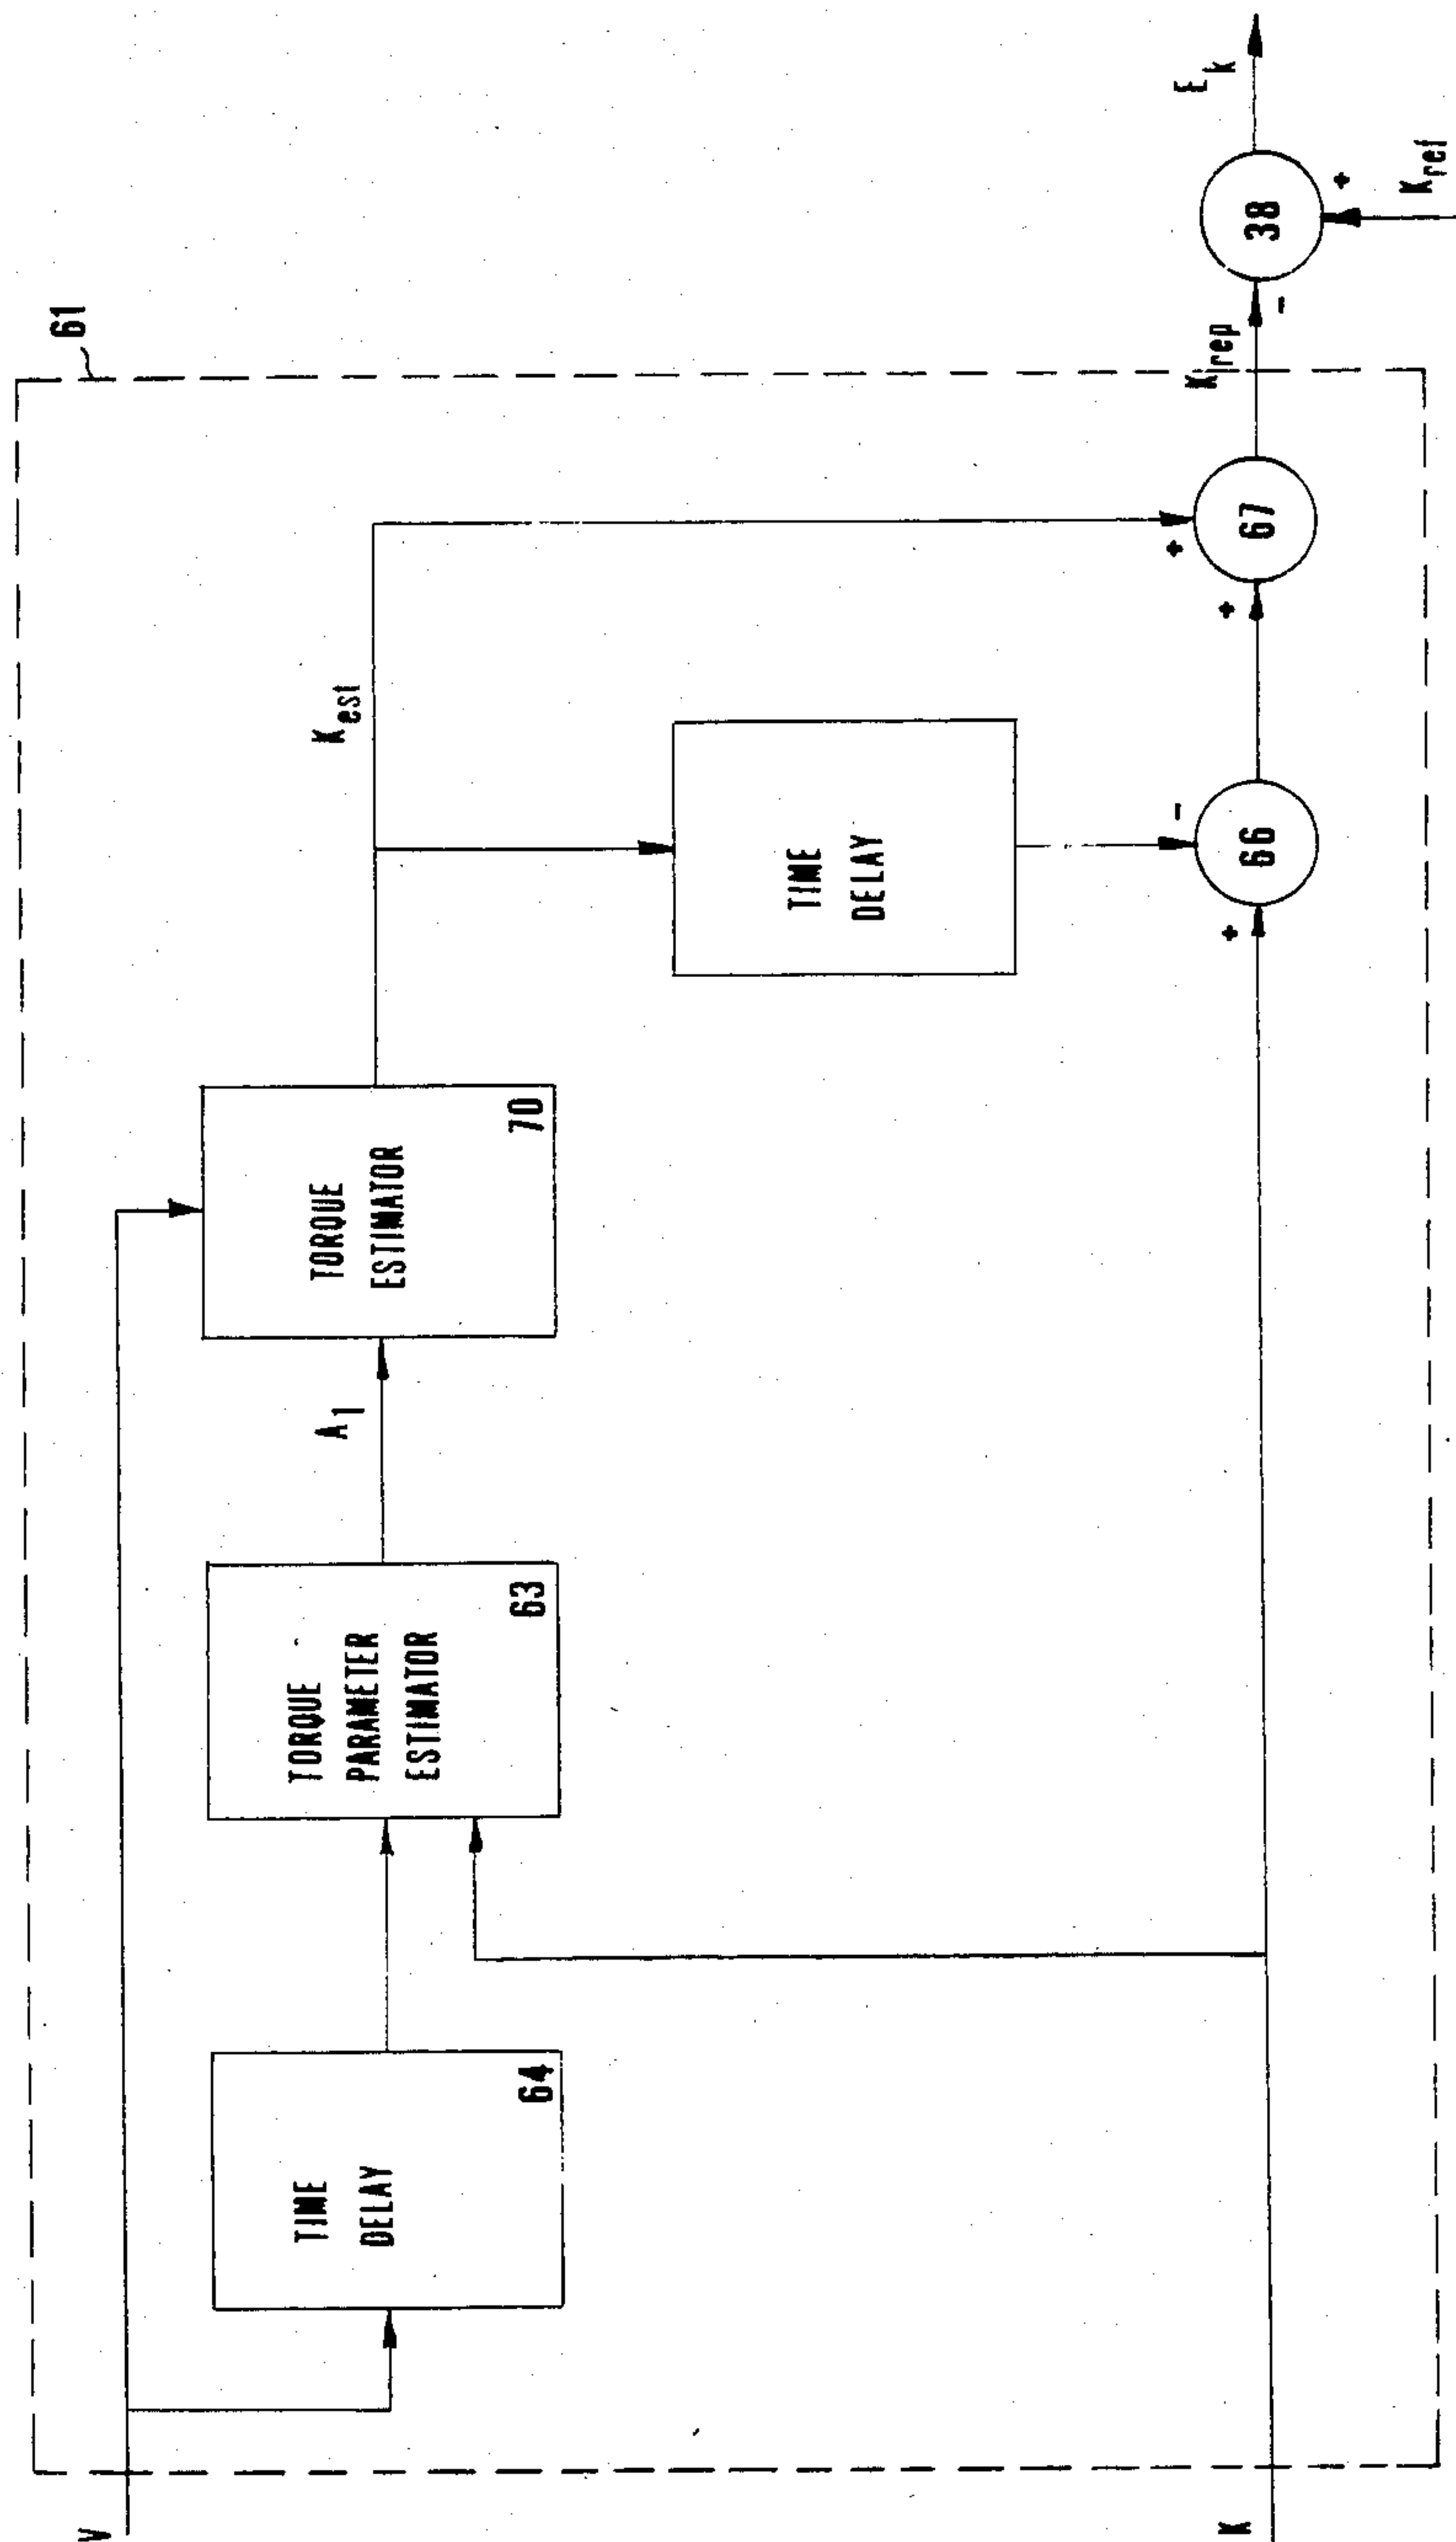 61
V
TIME
DELAY
64
TORQUE
PARAMETER
ESTIMATOR
63
A1
TORQUE
ESTIMATOR
70
Kest
TIME
DELAY
K
+
-
66
+
+
67
Krep
-
38
+
Kref
Ek